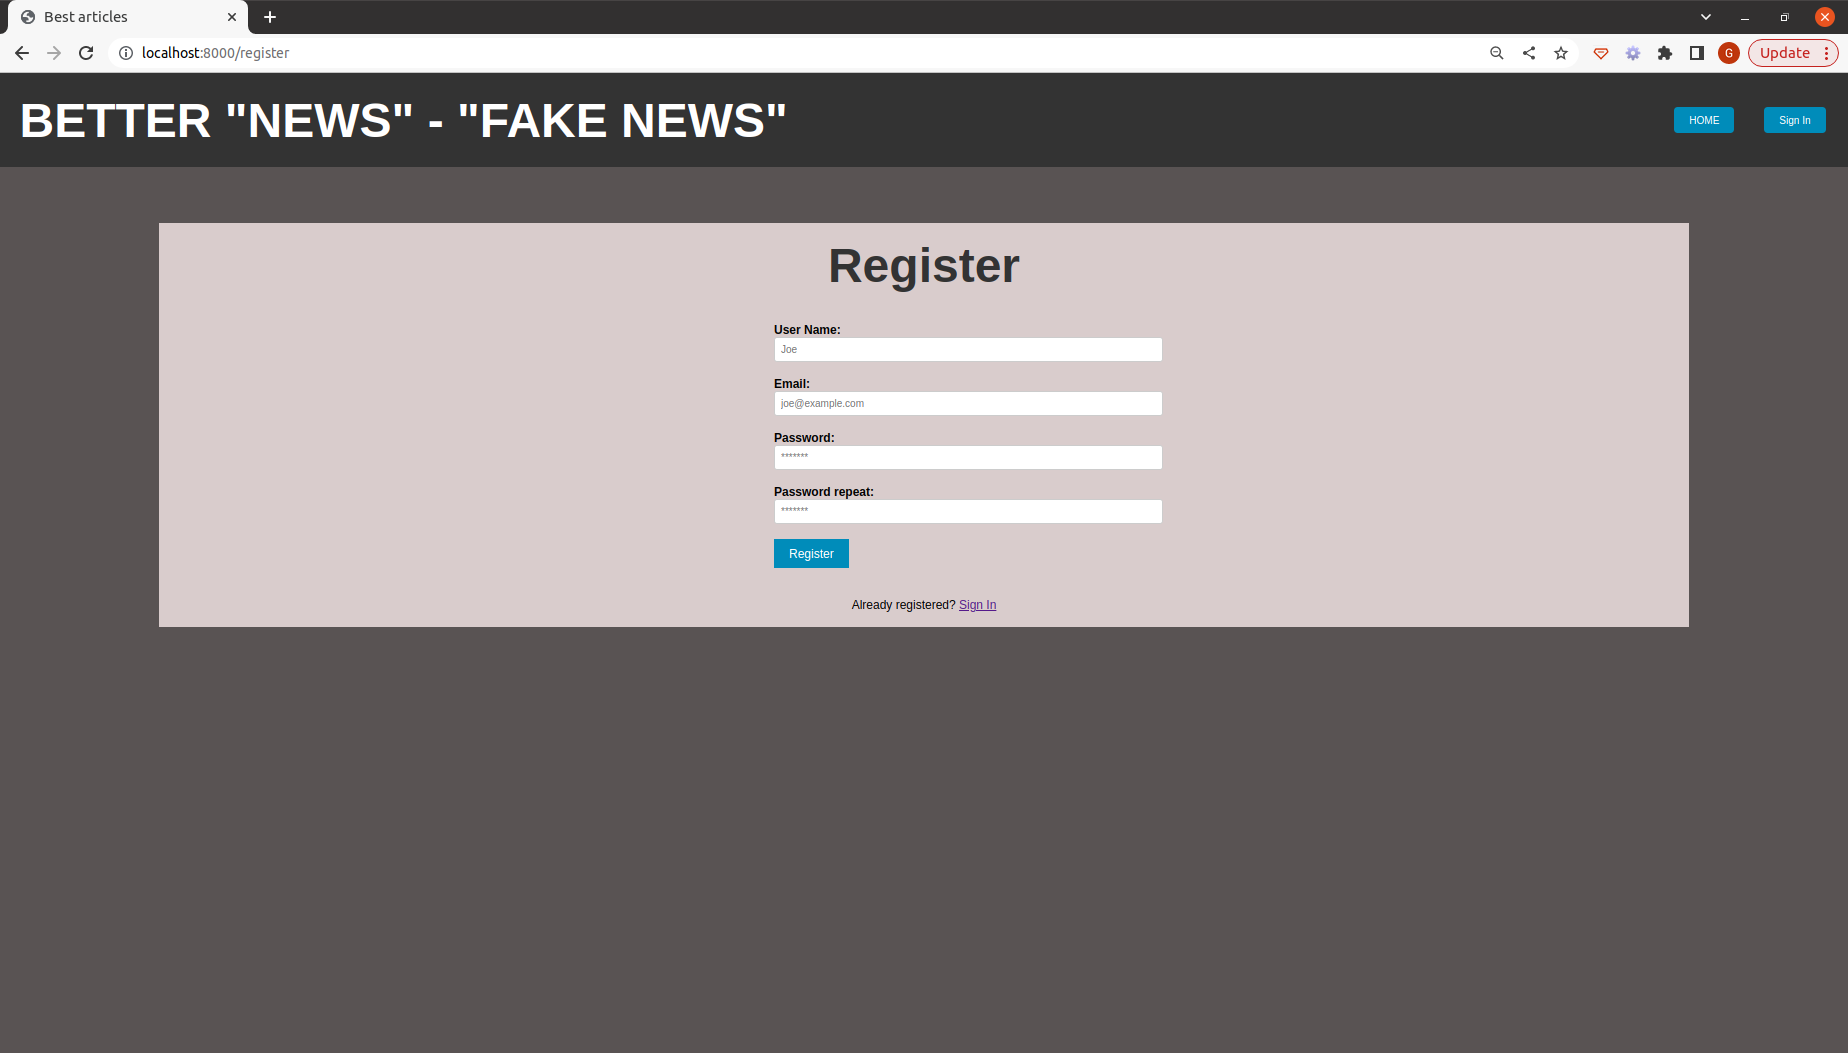 Best articles
localhost:8000/register
G
Update
BETTER "NEWS" - "FAKE NEWS"
HOME
Sign In
Register
User Name:
Joe
Email:
joe@example.com
Password:
*******
Password repeat:
*******
Register
Already registered? Sign In